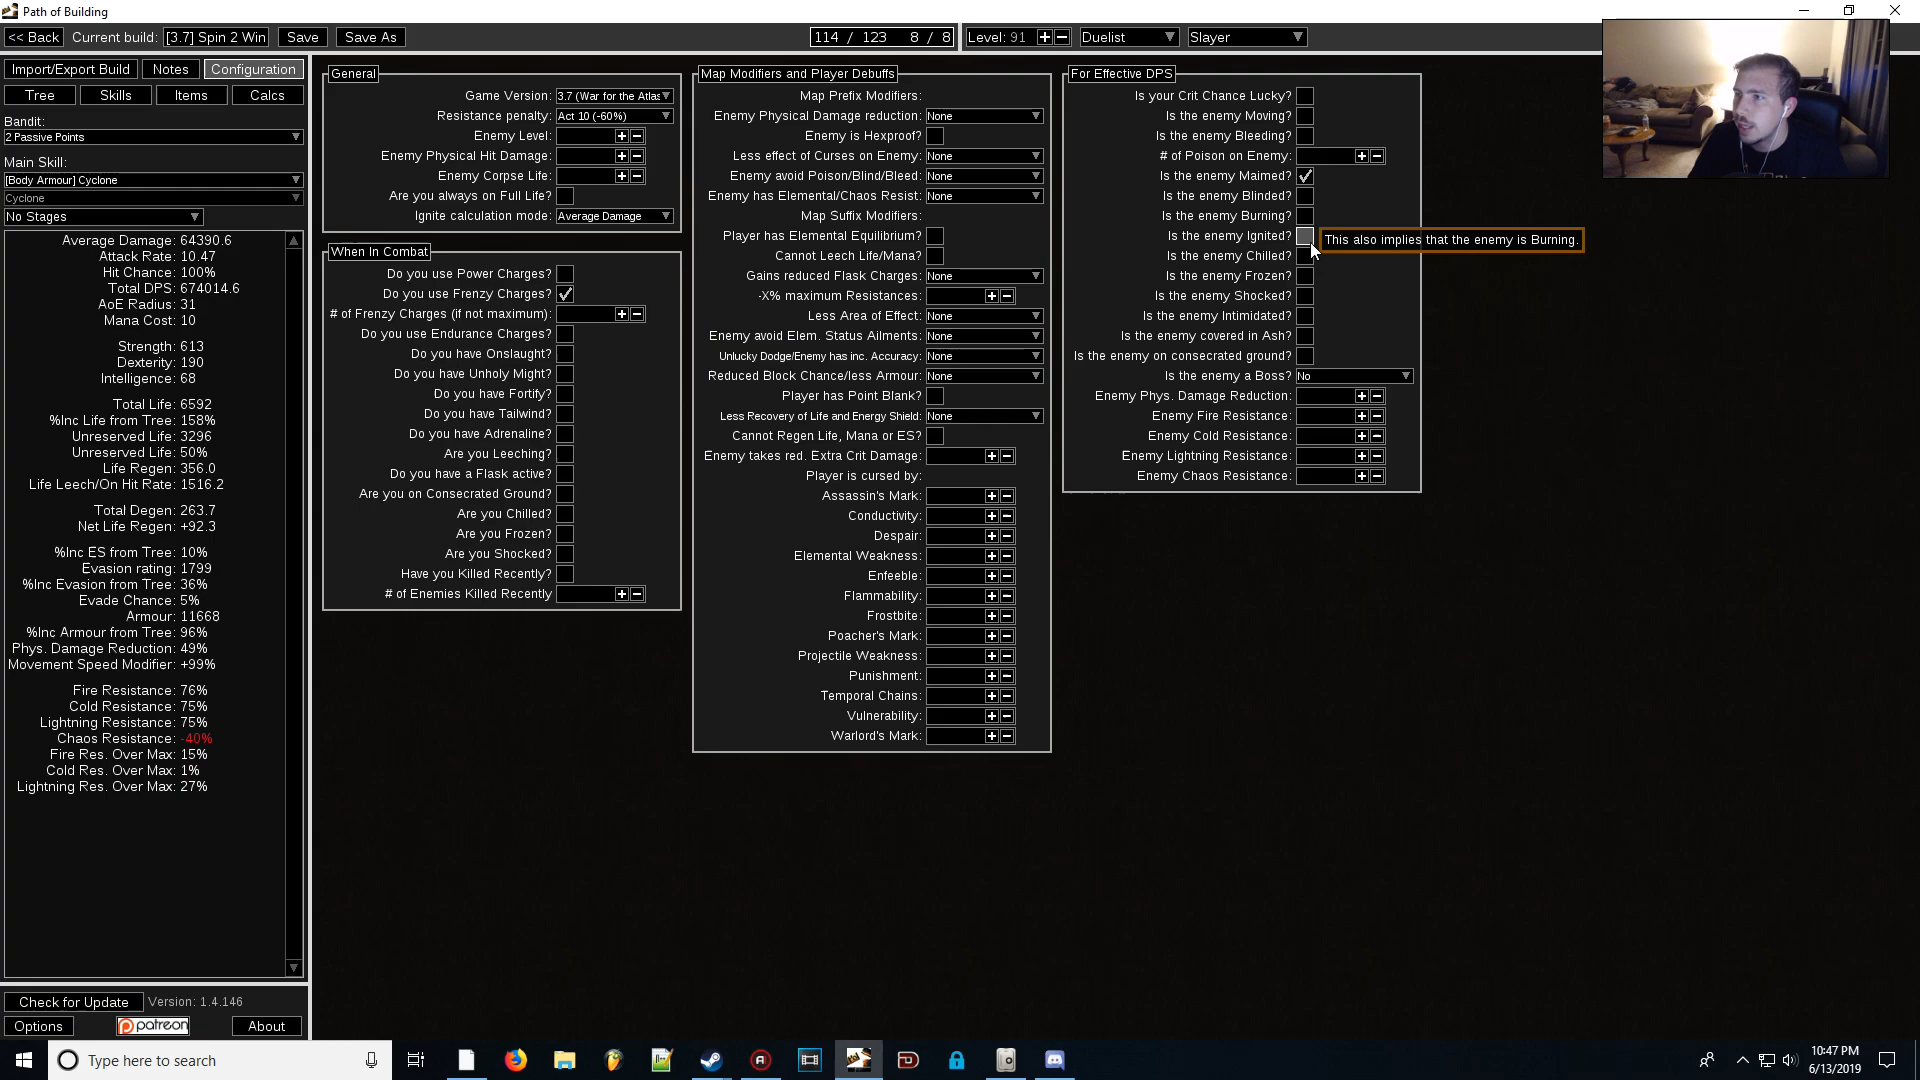 Path of Building
<< Back
Current build:
[3.7] Spin 2 Win
Save
Save As
114 / 123 8 / 8
Level: 91
Duelist
Slayer
Import/Export Build
Notes
Configuration
Tree
Skills
Items
Calcs
Bandit:
2 Passive Points
Main Skill:
[Body Armour] Cyclone
Cyclone
No Stages
Average Damage: 64390.6
Attack Rate: 10.47
Hit Chance: 100%
Total DPS: 674014.6
AoE Radius: 31
Mana Cost: 10
Strength: 613
Dexterity: 190
Intelligence: 68
Total Life: 6592
%Inc Life from Tree: 158%
Unreserved Life: 3296
Unreserved Life: 50%
Life Regen: 356.0
Life Leech/On Hit Rate: 1516.2
Total Degen: 263.7
Net Life Regen: +92.3
%Inc ES from Tree: 10%
Evasion rating: 1799
%Inc Evasion from Tree: 36%
Evade Chance: 5%
Armour: 11668
%Inc Armour from Tree: 96%
Phys. Damage Reduction: 49%
Movement Speed Modifier: +99%
Fire Resistance: 76%
Cold Resistance: 75%
Lightning Resistance: 75%
Chaos Resistance: -40%
Fire Res. Over Max: 15%
Cold Res. Over Max: 1%
Lightning Res. Over Max: 27%
Check for Update
Version: 1.4.146
Options
patreon
About
General
Game Version: 3.7 (War for the Atlas
Resistance penalty: Act 10 (-60%)
Enemy Level:
Enemy Physical Hit Damage:
Enemy Corpse Life:
Are you always on Full Life?
Ignite calculation mode: Average Damage
When In Combat
Do you use Power Charges?
Do you use Frenzy Charges?
# of Frenzy Charges (if not maximum):
Do you use Endurance Charges?
Do you have Onslaught?
Do you have Unholy Might?
Do you have Fortify?
Do you have Tailwind?
Do you have Adrenaline?
Are you Leeching?
Do you have a Flask active?
Are you on Consecrated Ground?
Are you Chilled?
Are you Frozen?
Are you Shocked?
Have you Killed Recently?
# of Enemies Killed Recently
Map Modifiers and Player Debuffs
Map Prefix Modifiers:
Enemy Physical Damage reduction: None
Enemy is Hexproof?
Less effect of Curses on Enemy: None
Enemy avoid Poison/Blind/Bleed: None
Enemy has Elemental/Chaos Resist: None
Map Suffix Modifiers:
Player has Elemental Equilibrium?
Cannot Leech Life/Mana?
Gains reduced Flask Charges: None
-X% maximum Resistances:
Less Area of Effect: None
Enemy avoid Elem. Status Ailments: None
Unlucky Dodge/Enemy has inc. Accuracy: None
Reduced Block Chance/less Armour: None
Player has Point Blank?
Less Recovery of Life and Energy Shield: None
Cannot Regen Life, Mana or ES?
Enemy takes red. Extra Crit Damage:
Player is cursed by:
Assassin's Mark:
Conductivity:
Despair:
Elemental Weakness:
Enfeeble:
Flammability:
Frostbite:
Poacher's Mark:
Projectile Weakness:
Punishment:
Temporal Chains:
Vulnerability:
Warlord's Mark:
For Effective DPS
Is your Crit Chance Lucky?
Is the enemy Moving?
Is the enemy Bleeding?
# of Poison on Enemy:
Is the enemy Maimed?
Is the enemy Blinded?
Is the enemy Burning?
Is the enemy Ignited?
This also implies that the enemy is Burning.
Is the enemy Chilled?
Is the enemy Frozen?
Is the enemy Shocked?
Is the enemy Intimidated?
Is the enemy covered in Ash?
Is the enemy on consecrated ground?
Is the enemy a Boss? No
Enemy Phys. Damage Reduction:
Enemy Fire Resistance:
Enemy Cold Resistance:
Enemy Lightning Resistance:
Enemy Chaos Resistance:
Type here to search
10:47 PM
6/13/2019